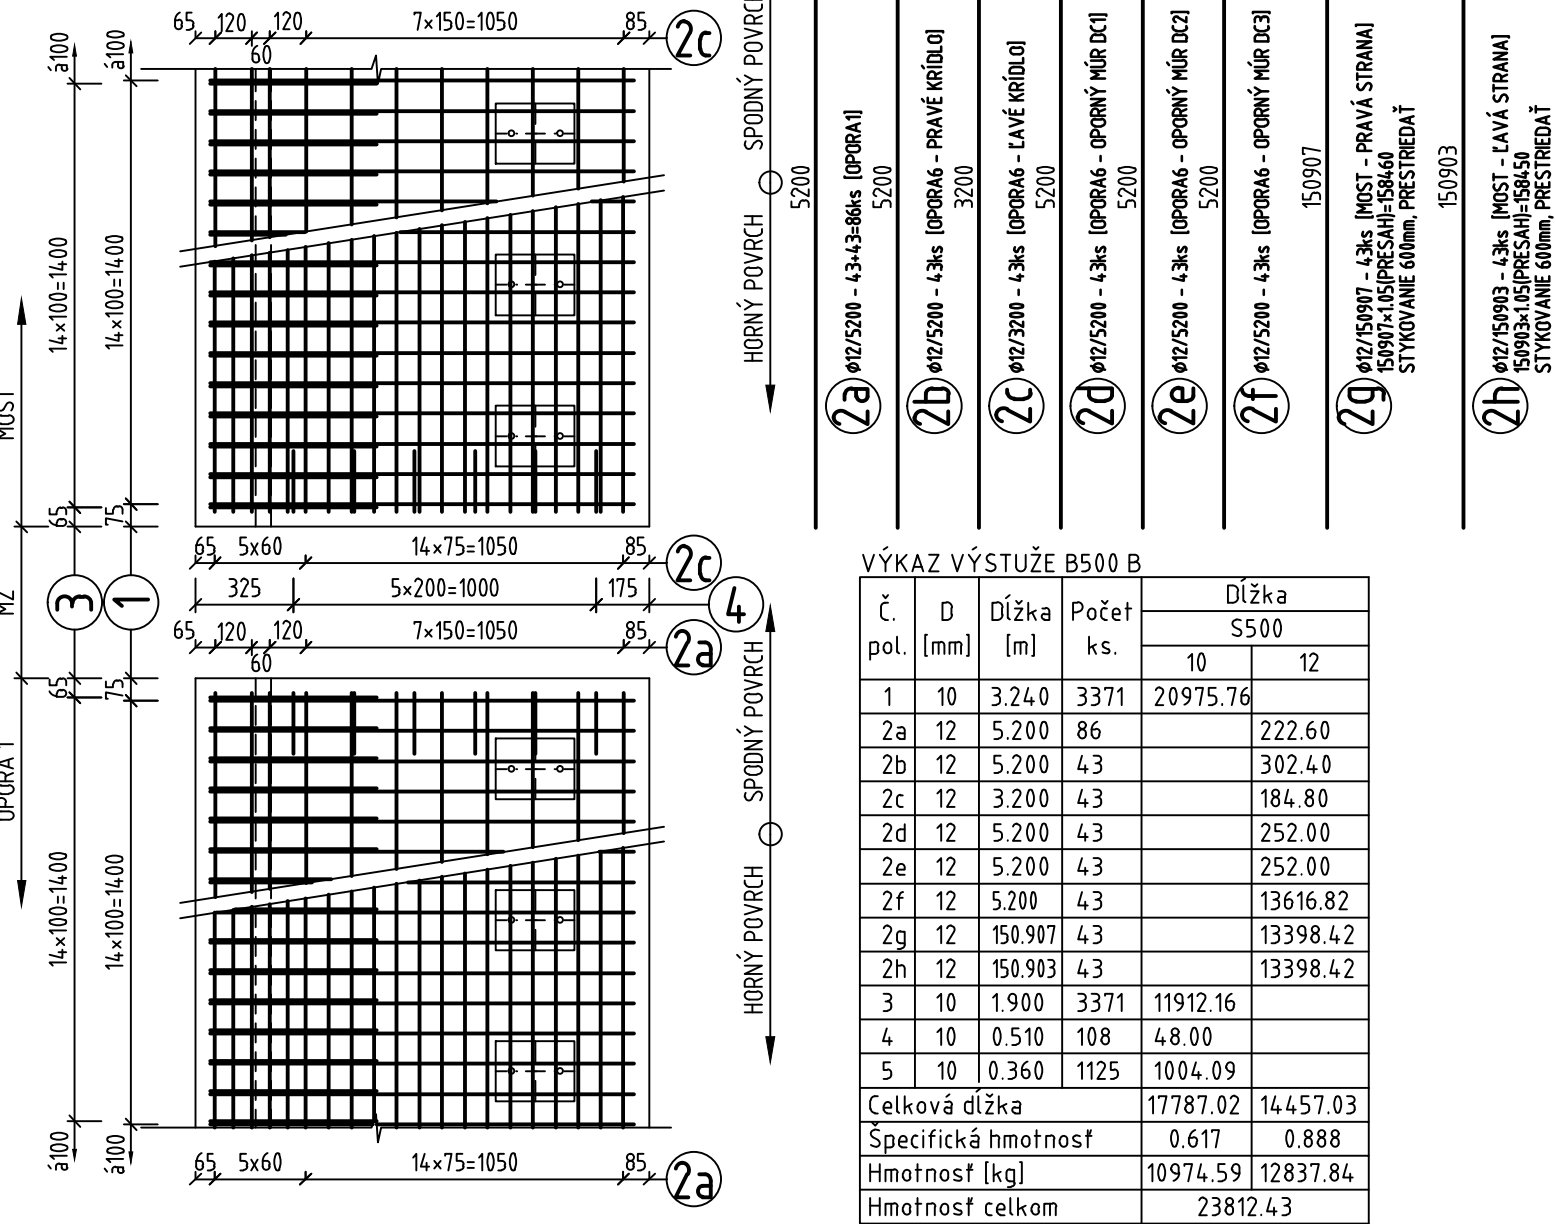 65 120 120 7×150=1050 85 2c
60
á100
á100
14×100=1400
14×100=1400
MOST
65
75
65 5x60 14×75=1050 85 2c
MZ
3
1
325 5×200=1000 175 4
65 120 120 7×150=1050 85 2a
60
65
75
14×100=1400
14×100=1400
á100
á100
65 5x60 14×75=1050 85 2a
SPODNÝ POVRCH
HORNÝ POVRCH
SPODNÝ POVRCH
HORNÝ POVRCH
5200
2a ø12/5200 - 43+43=86ks [OPORA1]
5200
2b ø12/5200 - 43ks [OPORA6 - PRAVÉ KRÍDLO]
3200
2c ø12/3200 - 43ks [OPORA6 - ĽAVÉ KRÍDLO]
5200
2d ø12/5200 - 43ks [OPORA6 - OPORNÝ MÚR DC1]
5200
2e ø12/5200 - 43ks [OPORA6 - OPORNÝ MÚR DC2]
5200
2f ø12/5200 - 43ks [OPORA6 - OPORNÝ MÚR DC3]
150907
2g ø12/150907 - 43ks [MOST - PRAVÁ STRANA]
150907×1.05(PRESAH)=158460
STYKOVANIE 600mm, PRESTRIEDAŤ
150903
2h ø12/150903 - 43ks [MOST - ĽAVÁ STRANA]
150903×1.05(PRESAH)=158450
STYKOVANIE 600mm, PRESTRIEDAŤ
VÝKAZ VÝSTUŽE B500 B
Č. pol. D [mm] Dĺžka [m] Počet ks. Dĺžka
S500
10 12
1 10 3.240 3371 20975.76
2a 12 5.200 86 222.60
2b 12 5.200 43 302.40
2c 12 3.200 43 184.80
2d 12 5.200 43 252.00
2e 12 5.200 43 252.00
2f 12 5.200 43 13616.82
2g 12 150.907 43 13398.42
2h 12 150.903 43 13398.42
3 10 1.900 3371 11912.16
4 10 0.510 108 48.00
5 10 0.360 1125 1004.09
Celková dĺžka 17787.02 14457.03
Špecifická hmotnosť 0.617 0.888
Hmotnosť [kg] 10974.59 12837.84
Hmotnosť celkom 23812.43